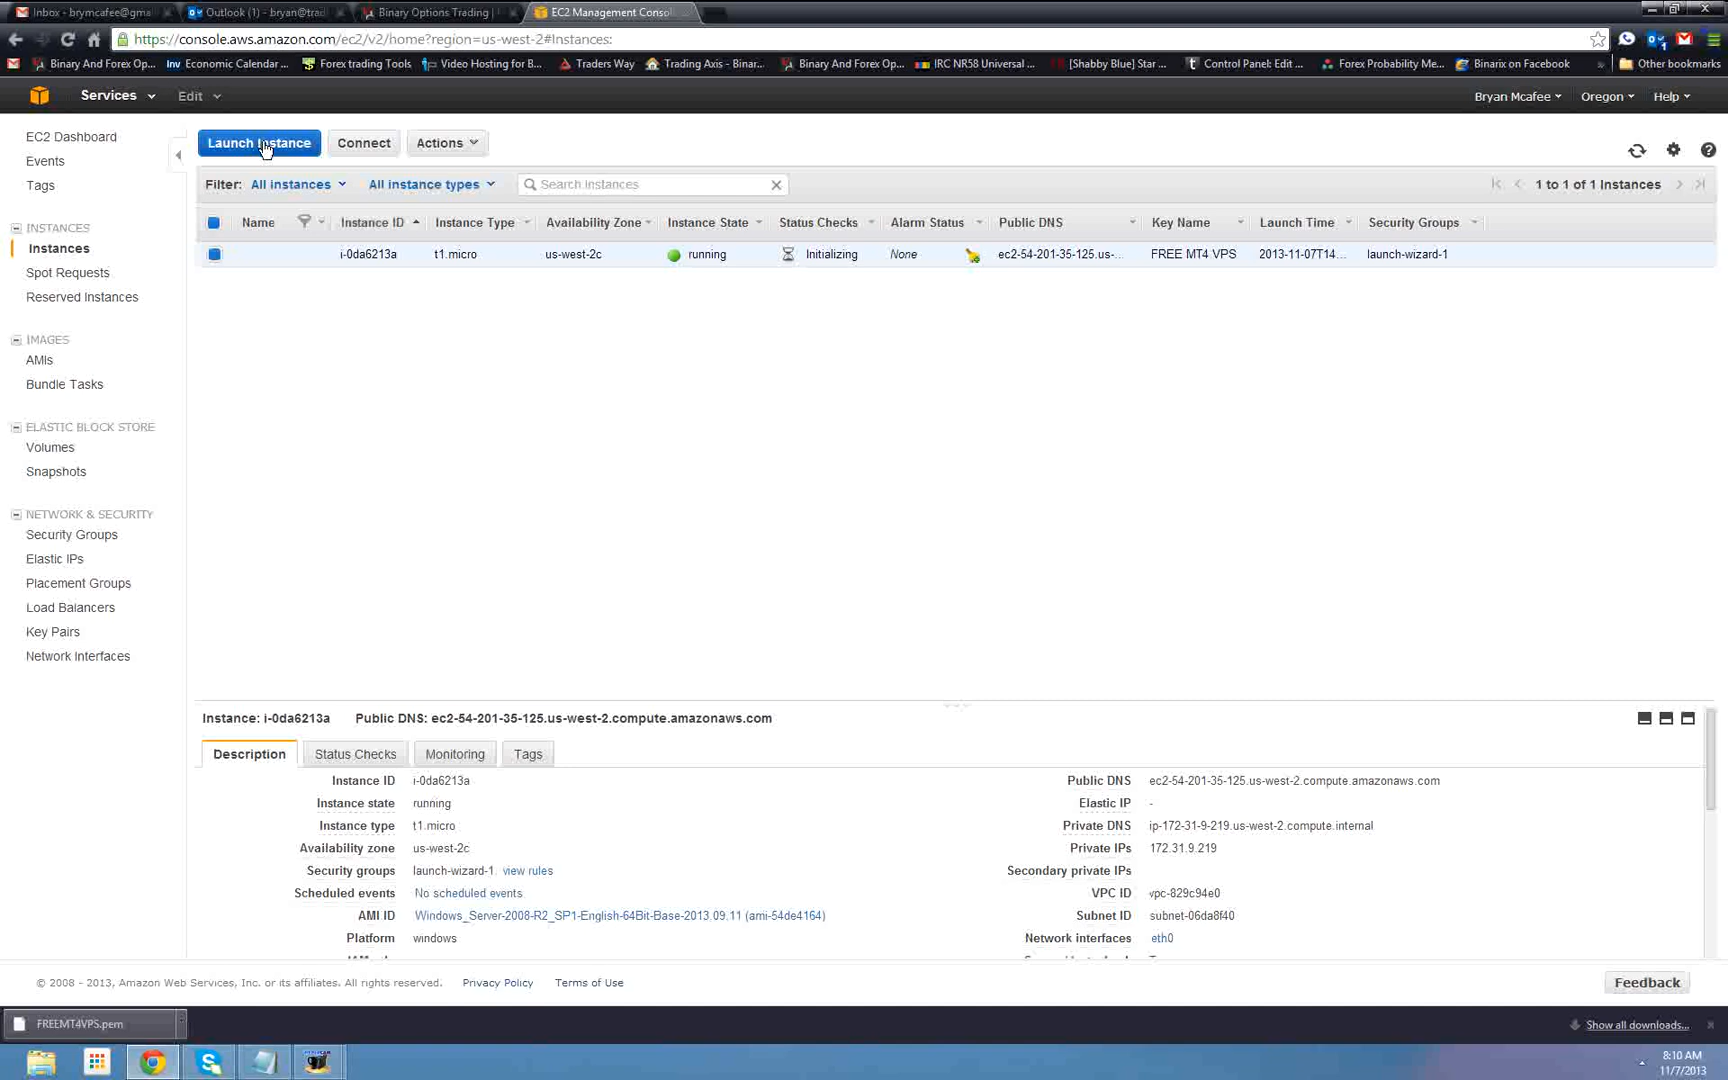 Inbox - brymcafee@gma
Outlook (1) - bryan@trad
Binary Options Trading |
EC2 Management Consol
https://console.aws.amazon.com/ec2/v2/home?region=us-west-2#Instances:
Binary And Forex Op...
Inv Economic Calendar ...
Forex trading Tools
Video Hosting for B...
Traders Way
Trading Axis - Binar...
Binary And Forex Op...
IRC NR58 Universal ...
[Shabby Blue] Star ...
t Control Panel: Edit ...
Forex Probability Me...
Binarix on Facebook
»
Other bookmarks
Services
Edit
Bryan Mcafee
Oregon
Help
EC2 Dashboard
Events
Tags
INSTANCES
Instances
Spot Requests
Reserved Instances
IMAGES
AMIs
Bundle Tasks
ELASTIC BLOCK STORE
Volumes
Snapshots
NETWORK & SECURITY
Security Groups
Elastic IPs
Placement Groups
Load Balancers
Key Pairs
Network Interfaces
Launch Instance
Connect
Actions
Filter: All instances All instance types Search Instances
1 to 1 of 1 Instances
Name Instance ID Instance Type Availability Zone Instance State Status Checks Alarm Status Public DNS Key Name Launch Time Security Groups
i-0da6213a t1.micro us-west-2c running Initializing None ec2-54-201-35-125.us-... FREE MT4 VPS 2013-11-07T14... launch-wizard-1
Instance: i-0da6213a Public DNS: ec2-54-201-35-125.us-west-2.compute.amazonaws.com
Description Status Checks Monitoring Tags
Instance ID i-0da6213a
Instance state running
Instance type t1.micro
Availability zone us-west-2c
Security groups launch-wizard-1. view rules
Scheduled events No scheduled events
AMI ID Windows_Server-2008-R2_SP1-English-64Bit-Base-2013.09.11 (ami-54de4164)
Platform windows
Public DNS ec2-54-201-35-125.us-west-2.compute.amazonaws.com
Elastic IP -
Private DNS ip-172-31-9-219.us-west-2.compute.internal
Private IPs 172.31.9.219
Secondary private IPs
VPC ID vpc-829c94e0
Subnet ID subnet-06da8f40
Network interfaces eth0
© 2008 - 2013, Amazon Web Services, Inc. or its affiliates. All rights reserved. Privacy Policy Terms of Use
Feedback
FREEMT4VPS.pem
Show all downloads...
8:10 AM
11/7/2013